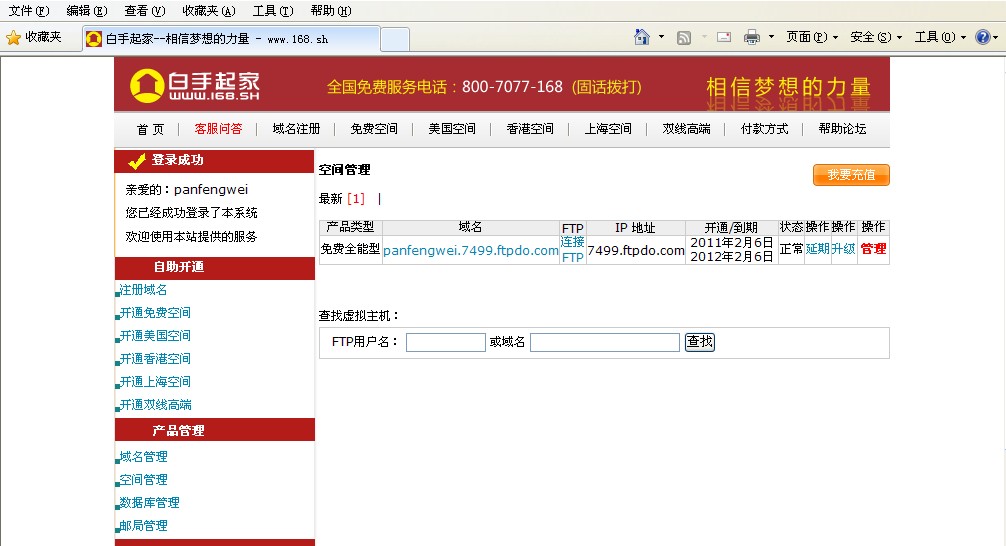 文件(F) 编辑(E) 查看(V) 收藏夹(A) 工具(T) 帮助(H)
收藏夹 白手起家--相信梦想的力量 - www.168.sh 页面(P) 安全(S) 工具(O)
白手起家
WWW.168.SH
全国免费服务电话：800-7077-168 (固话拨打)
相信梦想的力量
首 页 客服问答 域名注册 免费空间 美国空间 香港空间 上海空间 双线高端 付款方式 帮助论坛
登录成功
亲爱的：panfengwei
您已经成功登录了本系统
欢迎使用本站提供的服务
自助开通
注册域名
开通免费空间
开通美国空间
开通香港空间
开通上海空间
开通双线高端
产品管理
域名管理
空间管理
数据库管理
邮局管理
空间管理
我要充值
最新 [1] |
产品类型 域名 FTP IP 地址 开通/到期 状态 操作 操作 操作
免费全能型 panfengwei.7499.ftpdo.com 连接FTP 7499.ftpdo.com 2011年2月6日 2012年2月6日 正常 延期 升级 管理
查找虚拟主机：
FTP用户名： 或域名 查找